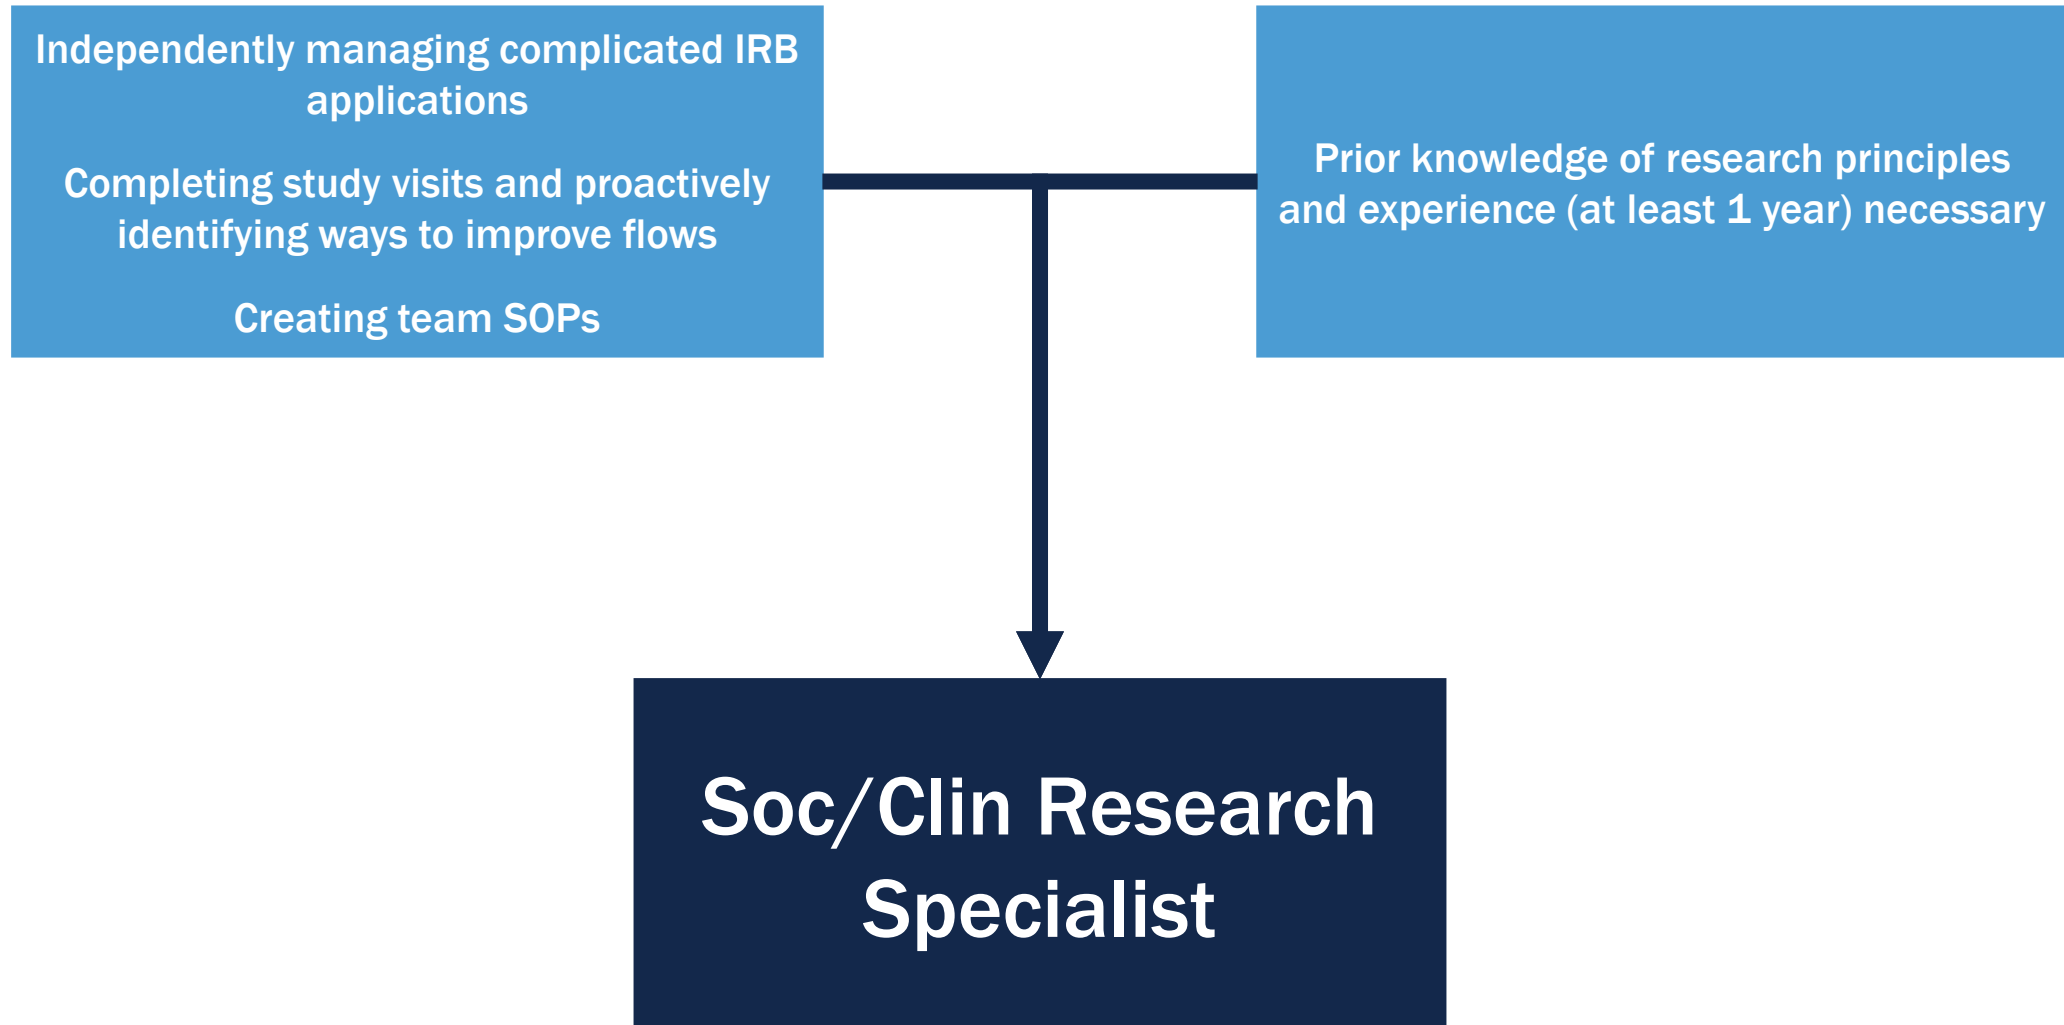 Independently managing complicated IRB
applications
Completing study visits and proactively
identifying ways to improve flows
Creating team SOPs
Prior knowledge of research principles
and experience (at least 1 year) necessary
Soc/Clin Research
Specialist